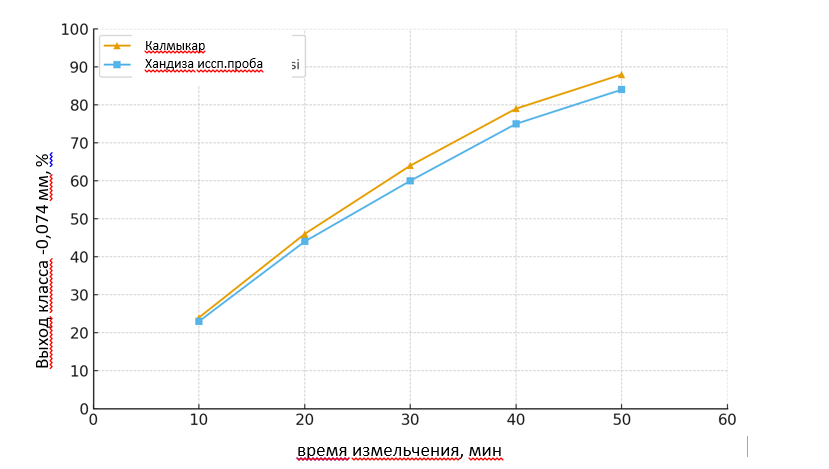 Калмыкар
Хандиза иссп.проба si
100
90
80
70
60
50
40
30
20
10
0
0 10 20 30 40 50 60
Выход класса -0,074 мм, %
время измельчения, мин